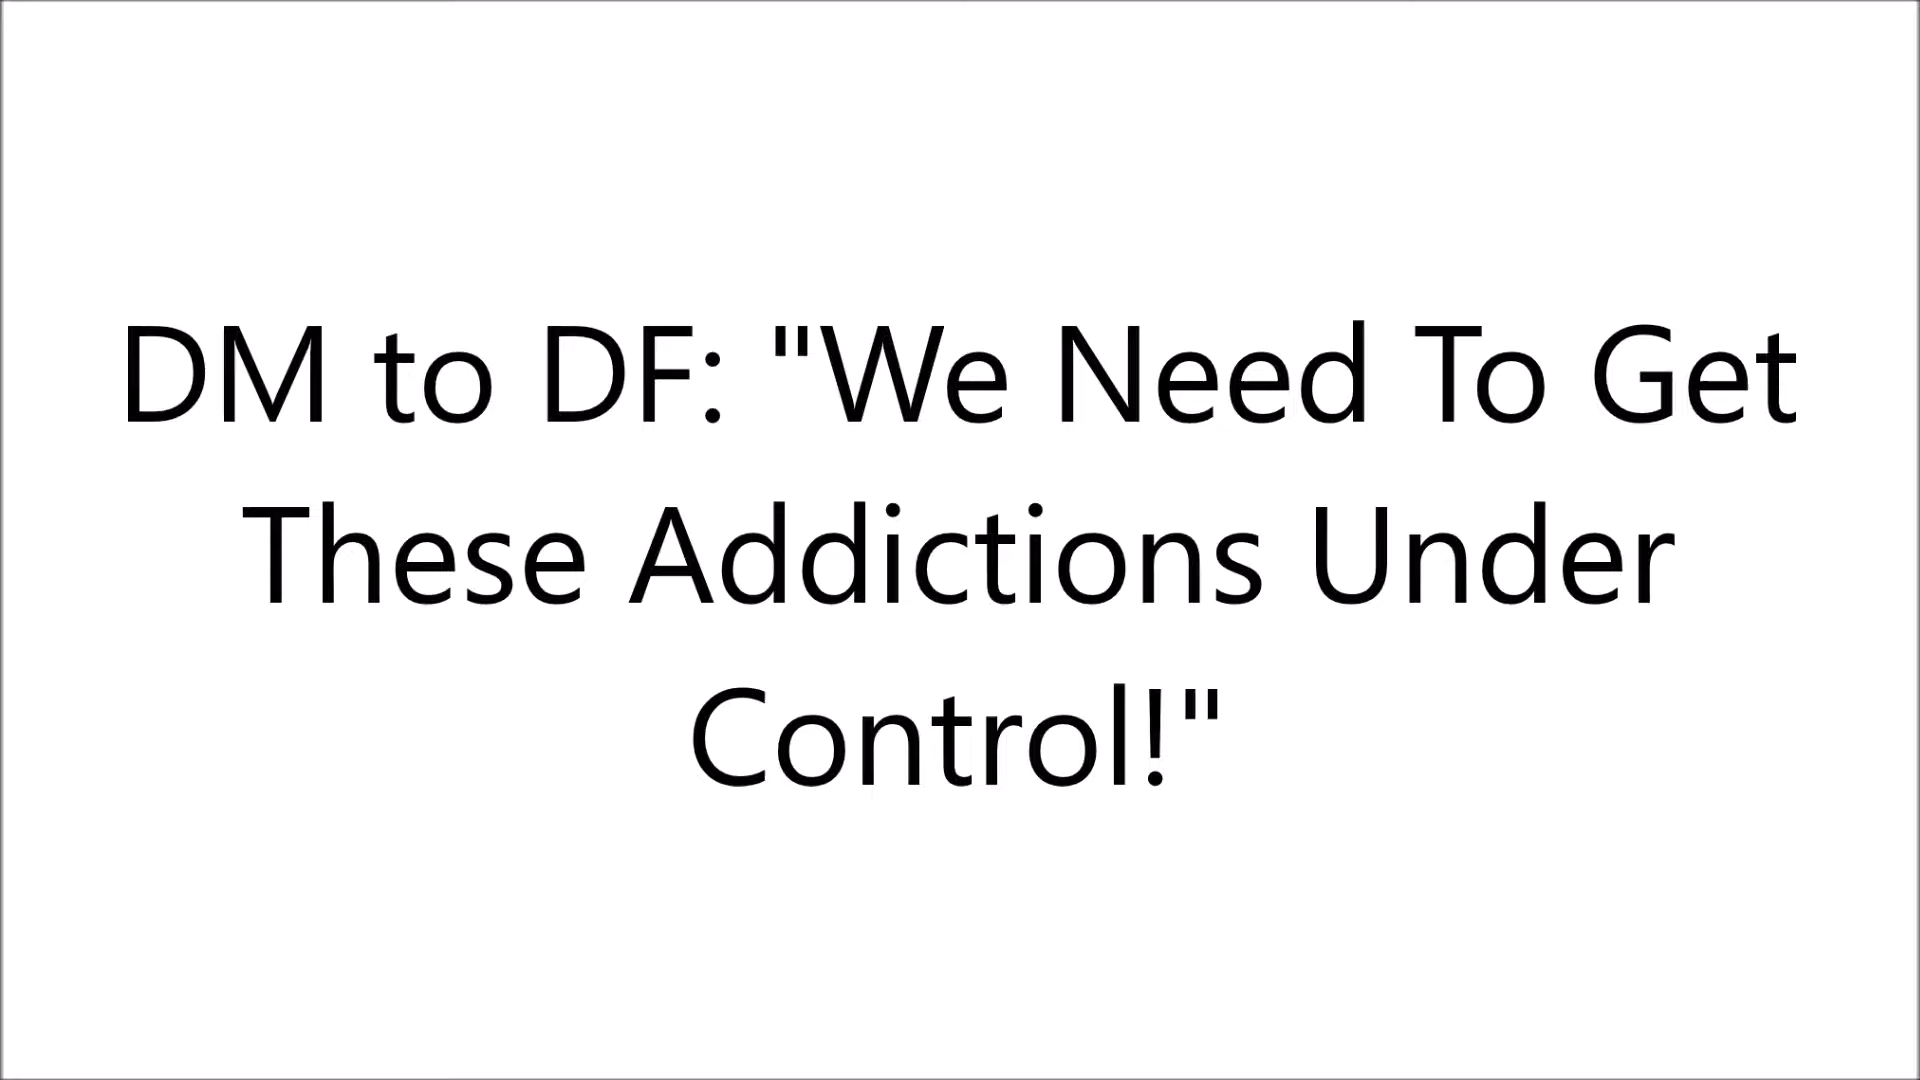 DM to DF: "We Need To Get
These Addictions Under
Control!"